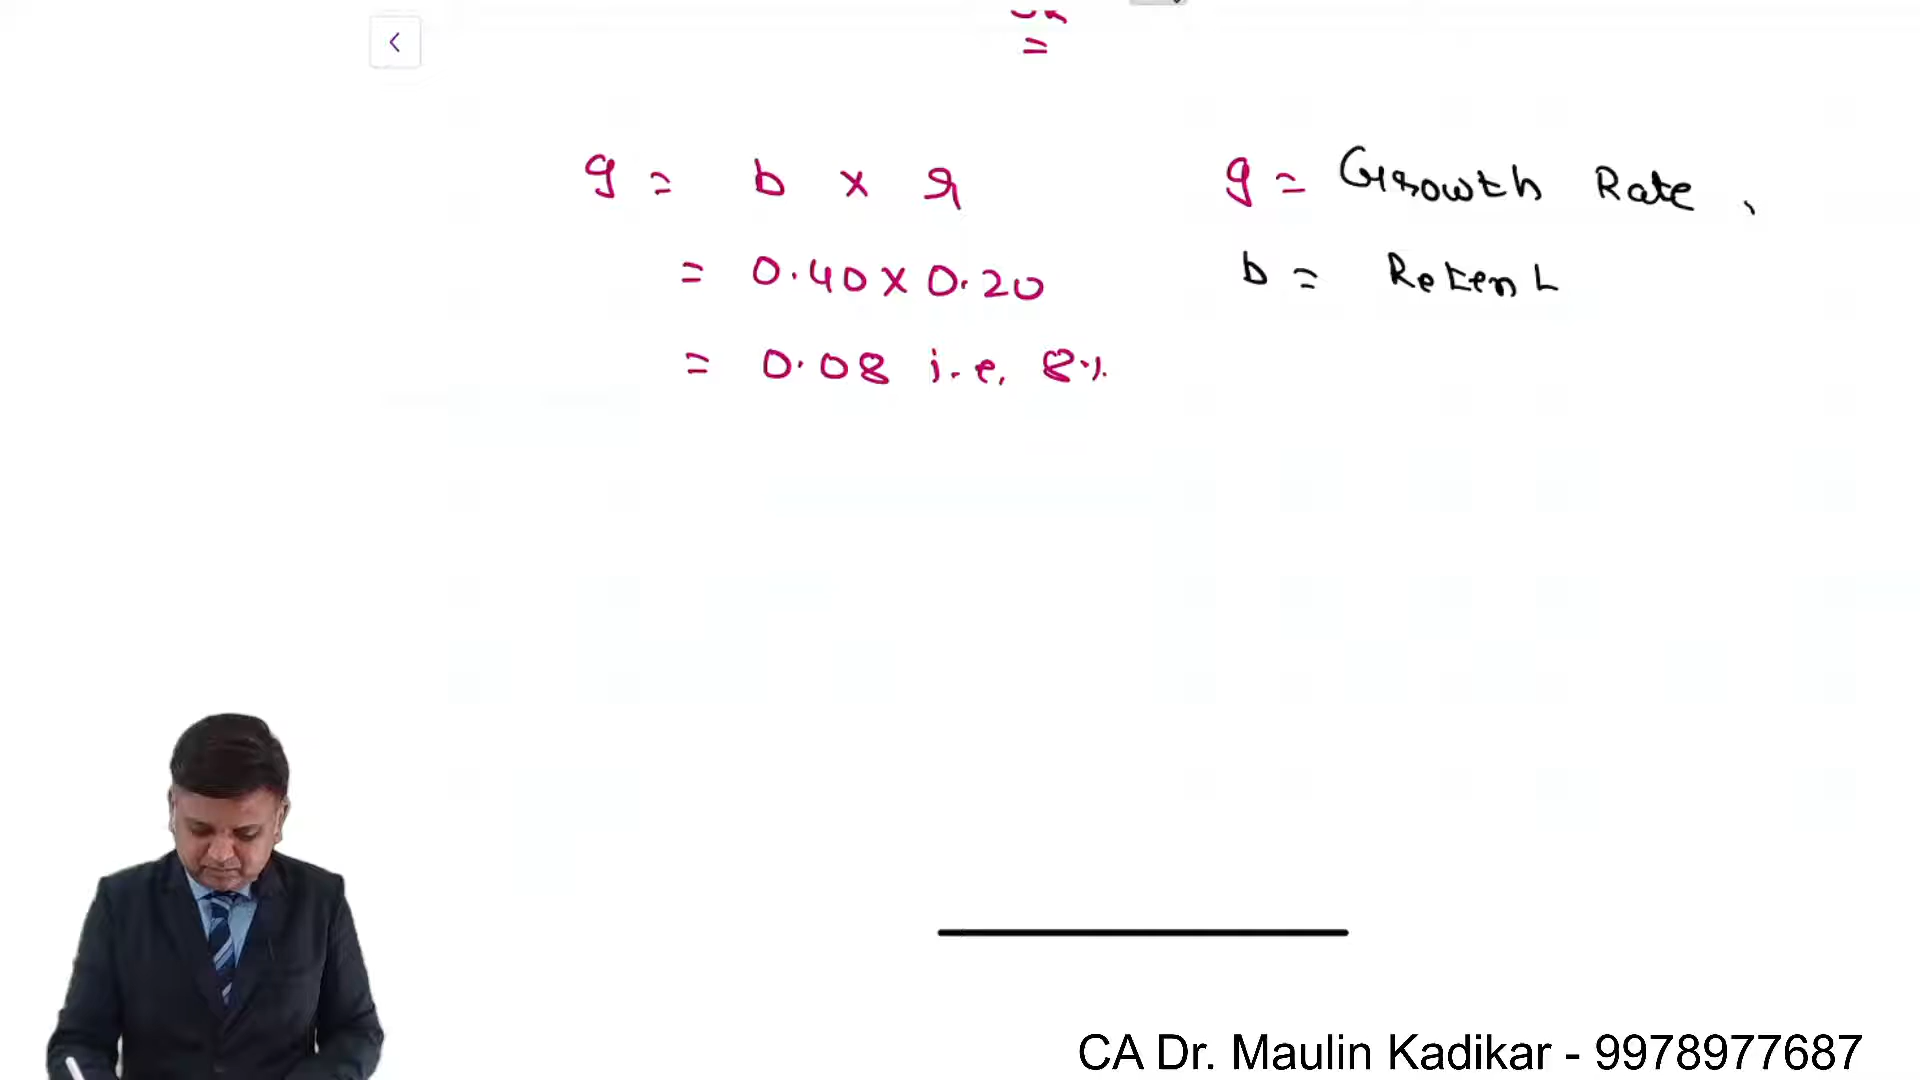 g = b x r
= 0.40 x 0.20
= 0.08 i.e. 8%
g = Growth Rate,
b = Retent
CA Dr. Maulin Kadikar - 9978977687